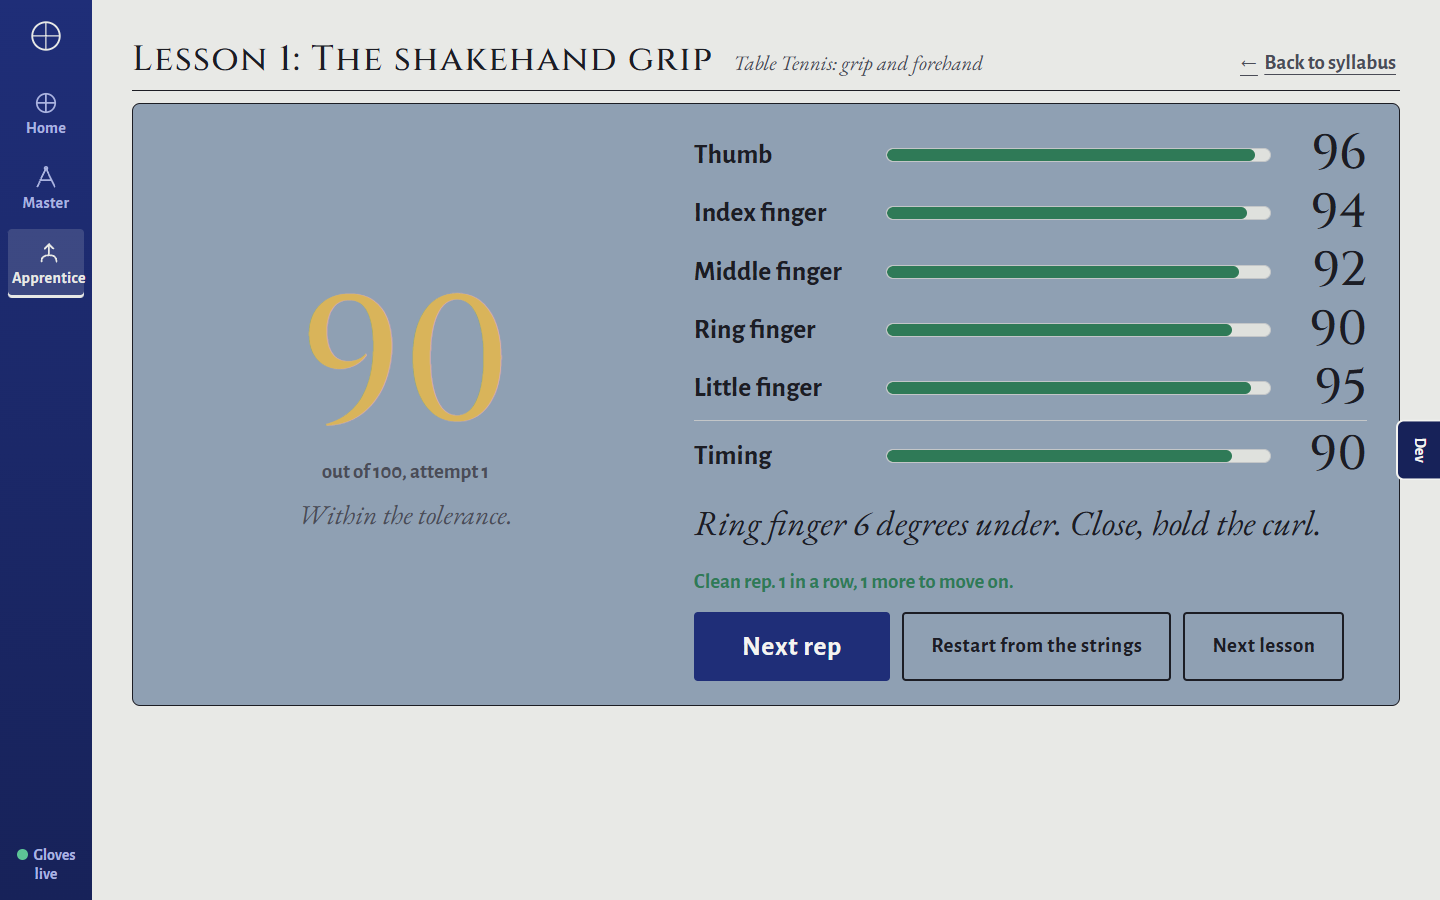 Lesson 1: The shakehand grip
Table Tennis: grip and forehand
← Back to syllabus
Home
Master
Apprentice
Gloves
live
90
out of 100, attempt 1
Within the tolerance.
Thumb 96
Index finger 94
Middle finger 92
Ring finger 90
Little finger 95
Timing 90
Ring finger 6 degrees under. Close, hold the curl.
Clean rep. 1 in a row, 1 more to move on.
Next rep
Restart from the strings
Next lesson
Dev